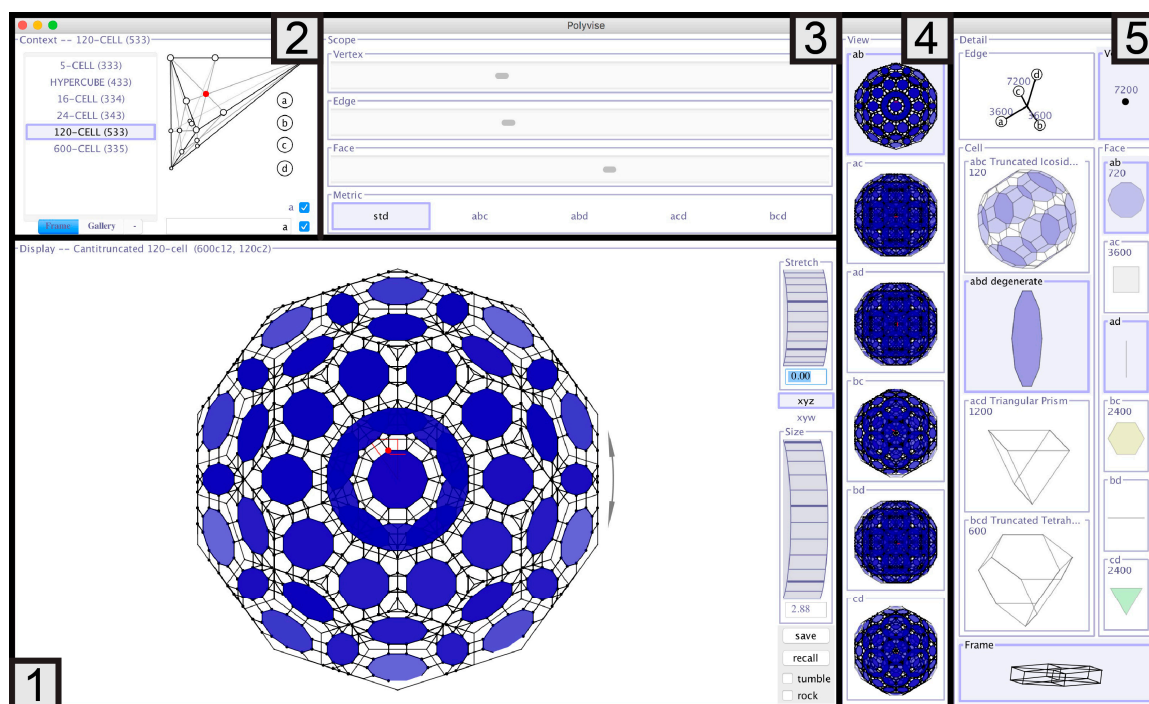 Polyvise
Context -- 120-CELL (533)
2
5-CELL (333)
HYPERCUBE (433)
16-CELL (334)
24-CELL (343)
120-CELL (533)
600-CELL (335)
a
b
c
d
a
Frame
Gallery
-
a
a
Scope
3
Vertex
Edge
Face
Metric
std
abc
abd
acd
bcd
Display -- Cantitruncated 120-cell (600c12, 120c2)
Stretch
0.00
xyz
xyw
Size
2.88
save
recall
tumble
rock
1
View
4
ab
ac
ad
bc
bd
cd
Detail
5
Edge
7200
d
c
3600
3600
a
b
7200
Cell
abc Truncated Icosid...
120
abd degenerate
acd Triangular Prism
1200
bcd Truncated Tetrah...
600
Face
ab
720
ac
3600
ad
bc
2400
bd
cd
2400
Frame